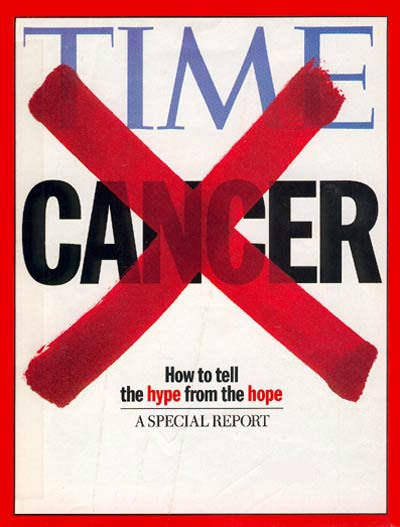 TIME
CANCER
How to tell
the hype from the hope
A SPECIAL REPORT